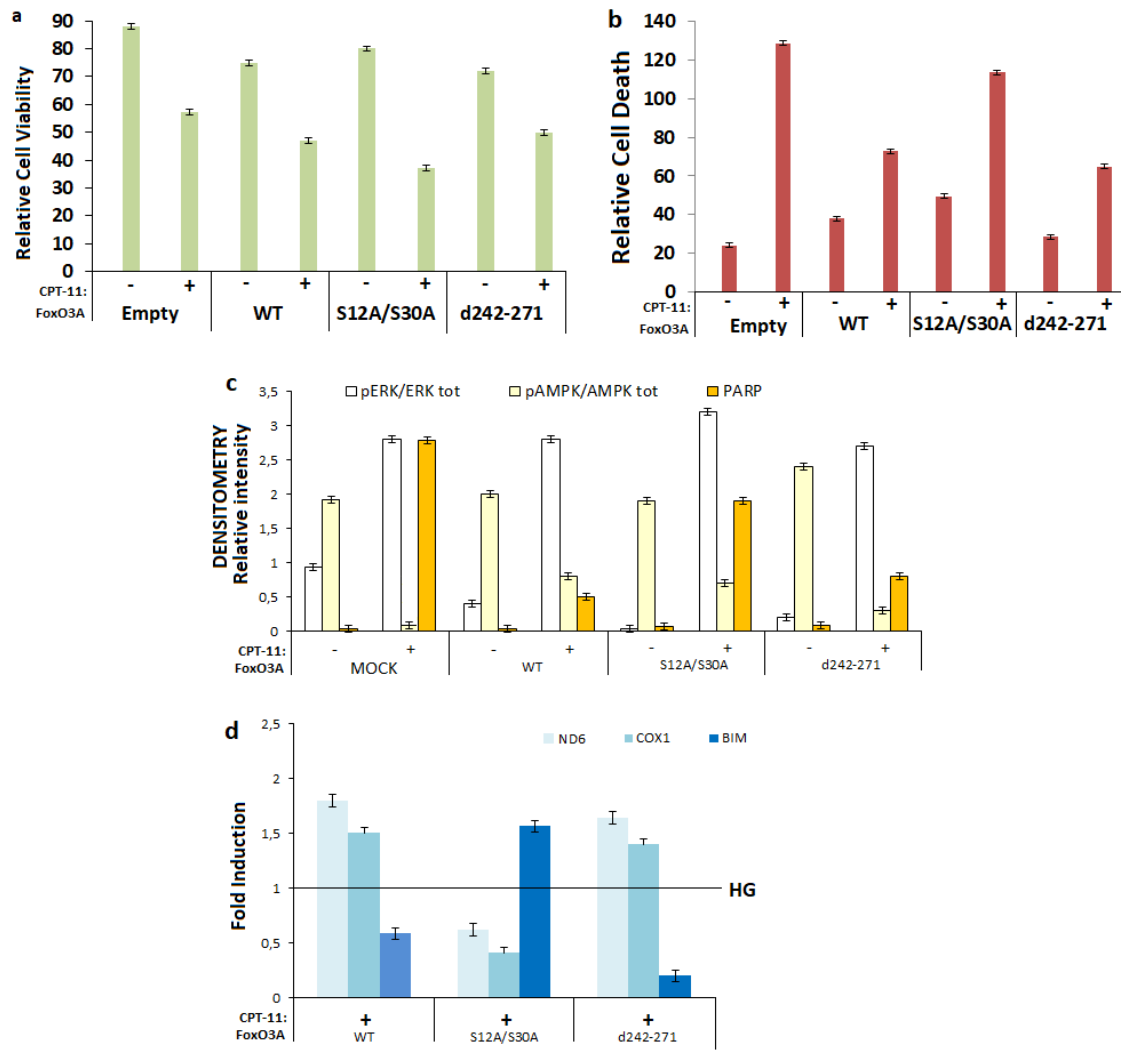 a
Relative Cell Viability
90
80
70
60
50
40
30
20
10
0
CPT-11: - + - + - + - +
FoxO3A Empty WT S12A/S30A d242-271
b
Relative Cell Death
140
120
100
80
60
40
20
0
CPT-11: - + - + - + - +
FoxO3A Empty WT S12A/S30A d242-271
c
pERK/ERK tot pAMPK/AMPK tot PARP
DENSITOMETRY
Relative intensity
3,5
3
2,5
2
1,5
1
0,5
0
CPT-11: - + - + - + - +
FoxO3A MOCK WT S12A/S30A d242-271
d
ND6 COX1 BIM
Fold Induction
2,5
2
1,5
1
0,5
0
HG
CPT-11: + + +
FoxO3A WT S12A/S30A d242-271